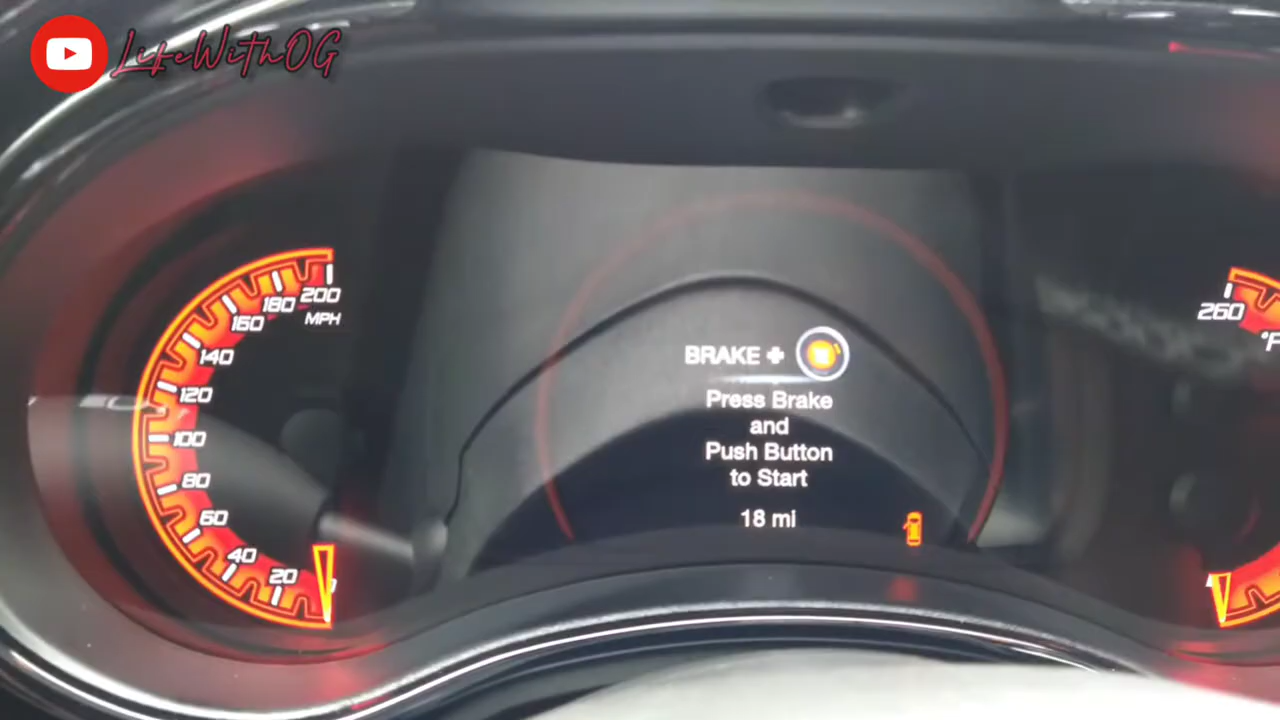 LifeWithOG
200
180
160
MPH
140
120
100
80
60
40
20
BRAKE +
Press Brake
and
Push Button
to Start
18 mi
260
°F